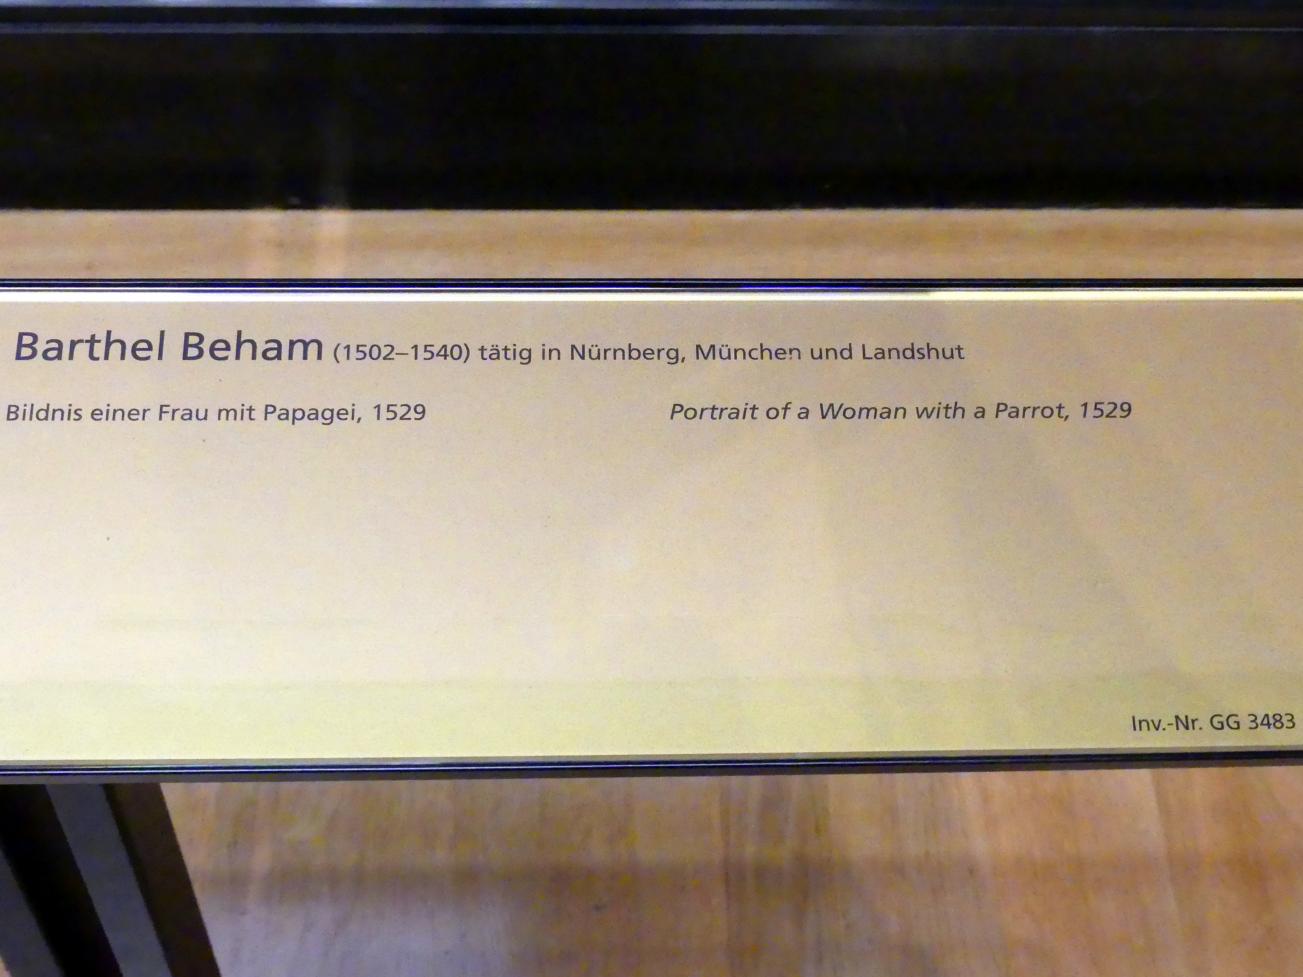 Barthel Beham (1502–1540) tätig in Nürnberg, München und Landshut
Bildnis einer Frau mit Papagei, 1529
Portrait of a Woman with a Parrot, 1529
Inv.-Nr. GG 3483